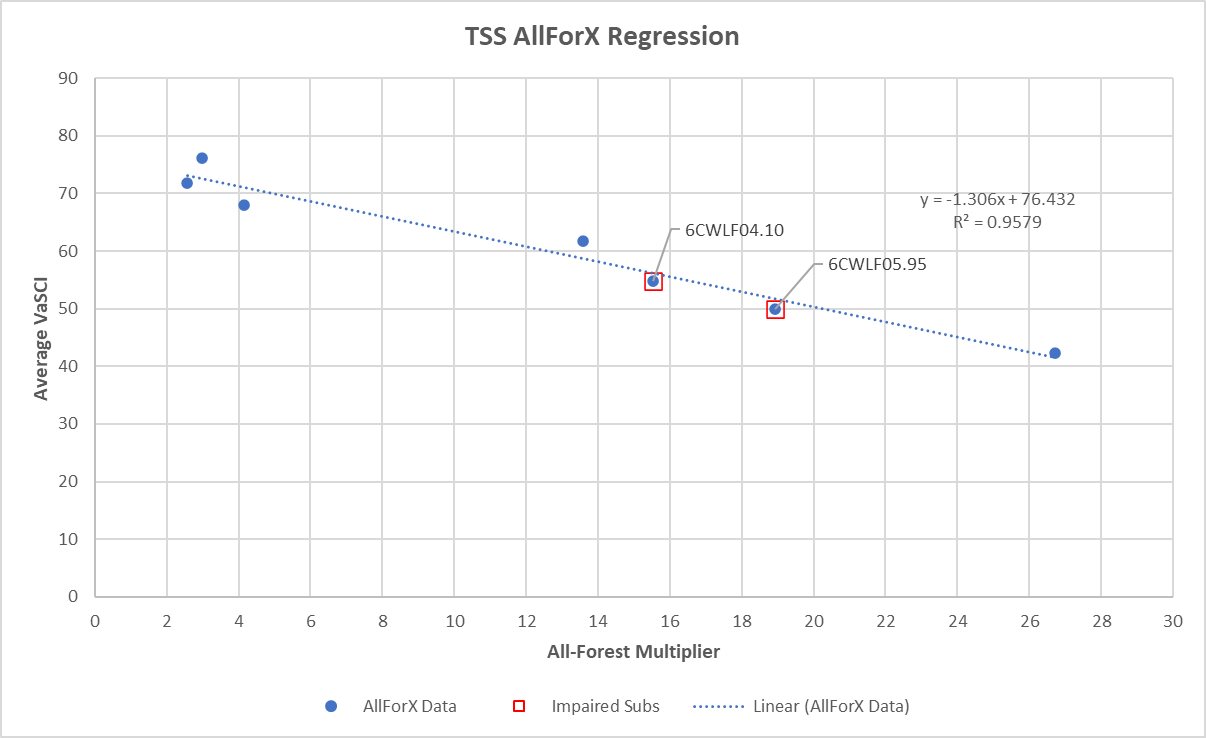 TSS AllForX Regression
90
80
70
60
50
40
30
20
10
0
Average VaSCI
y = -1.306x + 76.432
R² = 0.9579
6CWLF04.10
6CWLF05.95
0 2 4 6 8 10 12 14 16 18 20 22 24 26 28 30
All-Forest Multiplier
AllForX Data Impaired Subs Linear (AllForX Data)